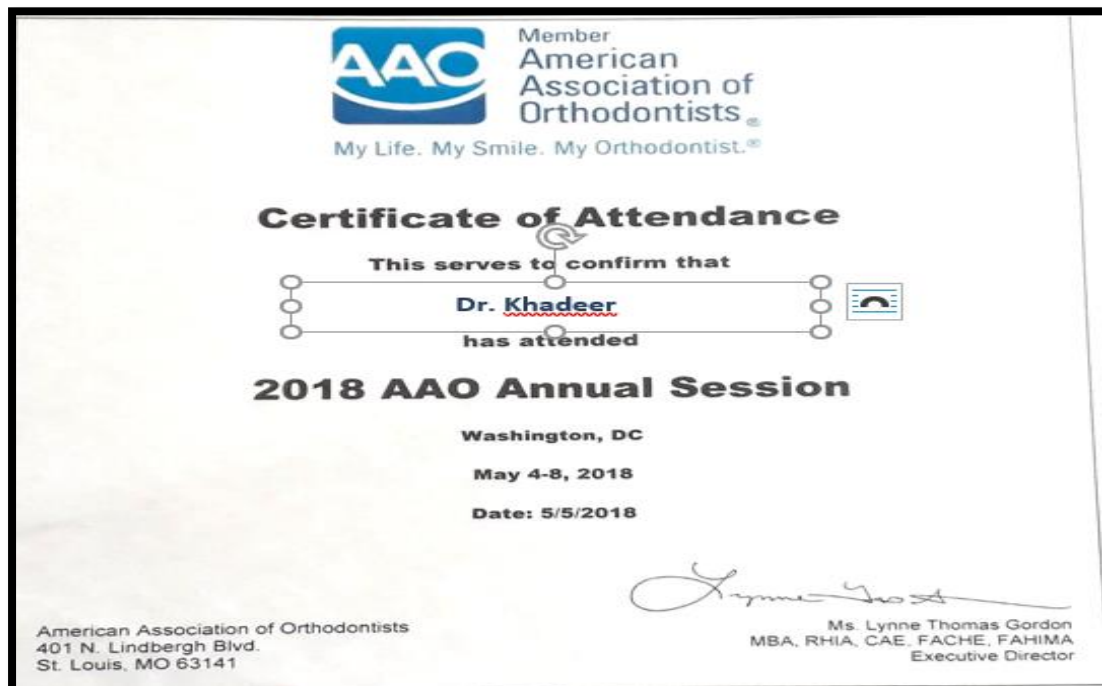 AAO
Member
American
Association of
Orthodontists®
My Life. My Smile. My Orthodontist.®
Certificate of Attendance
This serves to confirm that
Dr. Khadeer
has attended
2018 AAO Annual Session
Washington, DC
May 4-8, 2018
Date: 5/5/2018
American Association of Orthodontists
401 N. Lindbergh Blvd.
St. Louis, MO 63141
Ms. Lynne Thomas Gordon
MBA, RHIA, CAE, FACHE, FAHIMA
Executive Director